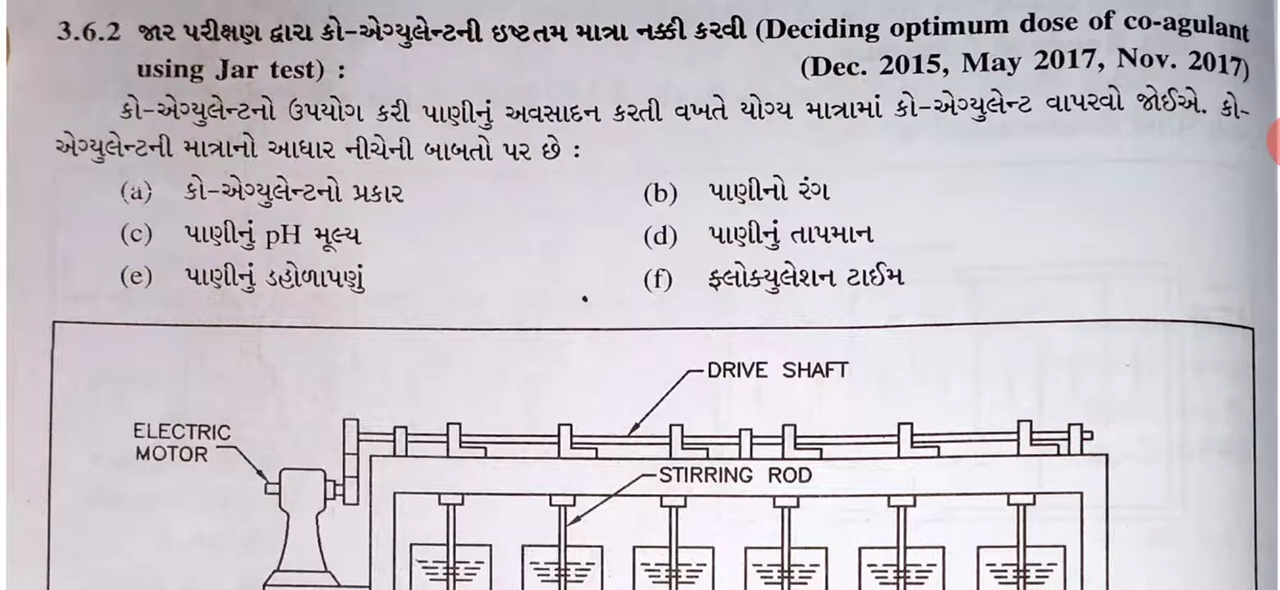 3.6.2 જાર પરીક્ષણ દ્વારા કો-એગ્યુલેન્ટની ઇષ્ટતમ માત્રા નક્કી કરવી (Deciding optimum dose of co-agulant
using Jar test) : (Dec. 2015, May 2017, Nov. 2017)
કો-એગ્યુલેન્ટનો ઉપયોગ કરી પાણીનું અવસાદન કરતી વખતે યોગ્ય માત્રામાં કો-એગ્યુલેન્ટ વાપરવો જોઈએ. કો-
એગ્યુલેન્ટની માત્રાનો આધાર નીચેની બાબતો પર છે :
(a) કો-એગ્યુલેન્ટનો પ્રકાર (b) પાણીનો રંગ
(c) પાણીનું pH મૂલ્ય (d) પાણીનું તાપમાન
(e) પાણીનું ડહોળાપણું (f) ફ્લોક્યુલેશન ટાઈમ
DRIVE SHAFT
ELECTRIC
MOTOR
STIRRING ROD